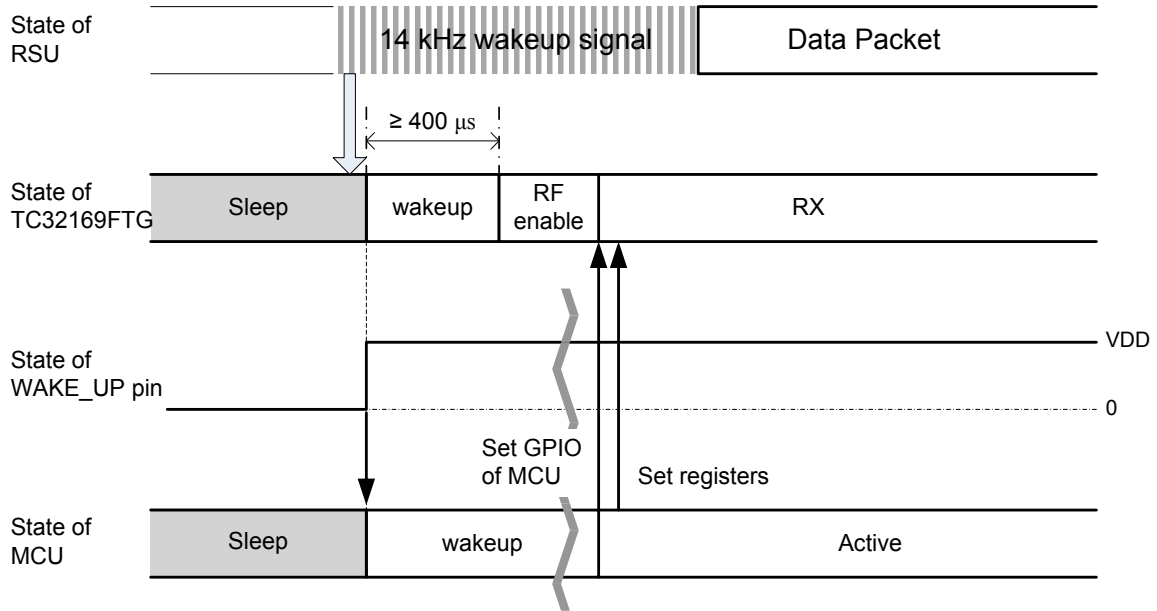 State of
RSU
14 kHz wakeup signal
Data Packet
≥ 400 μs
State of
TC32169FTG
Sleep
wakeup
RF
enable
RX
State of
WAKE_UP pin
VDD
0
Set GPIO
of MCU
Set registers
State of
MCU
Sleep
wakeup
Active